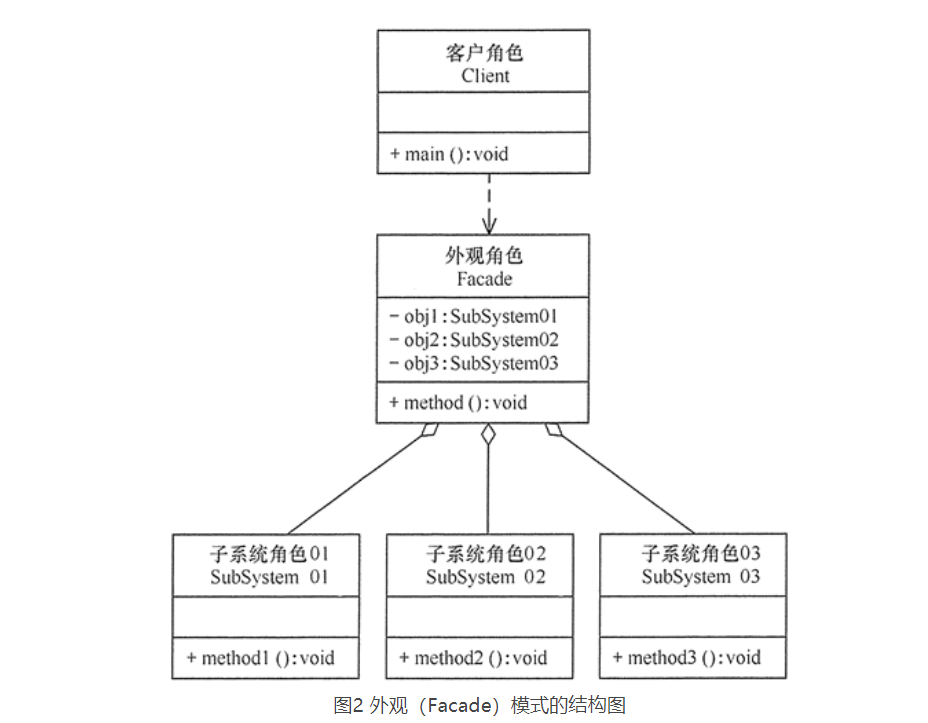 客户角色
Client
+ main ():void
外观角色
Facade
- obj1:SubSystem01
- obj2:SubSystem02
- obj3:SubSystem03
+ method ():void
子系统角色01
SubSystem 01
+ method1 ():void
子系统角色02
SubSystem 02
+ method2 ():void
子系统角色03
SubSystem 03
+ method3 ():void
图2 外观（Facade）模式的结构图